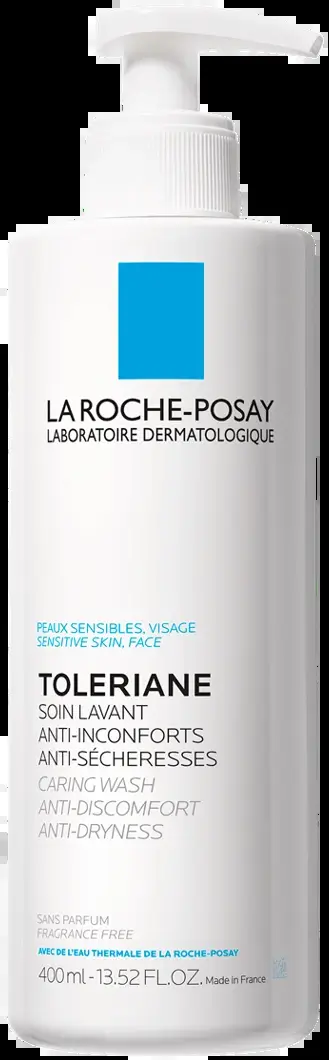 LA ROCHE-POSAY
LABORATOIRE DERMATOLOGIQUE
PEAUX SENSIBLES, VISAGE
SENSITIVE SKIN, FACE
TOLERIANE
SOIN LAVANT
ANTI-INCONFORTS
ANTI-SÉCHERESSES
CARING WASH
ANTI-DISCOMFORT
ANTI-DRYNESS
SANS PARFUM
FRAGRANCE FREE
AVEC DE L'EAU THERMALE DE LA ROCHE-POSAY
400 ml - 13.52 FL.OZ. Made in France